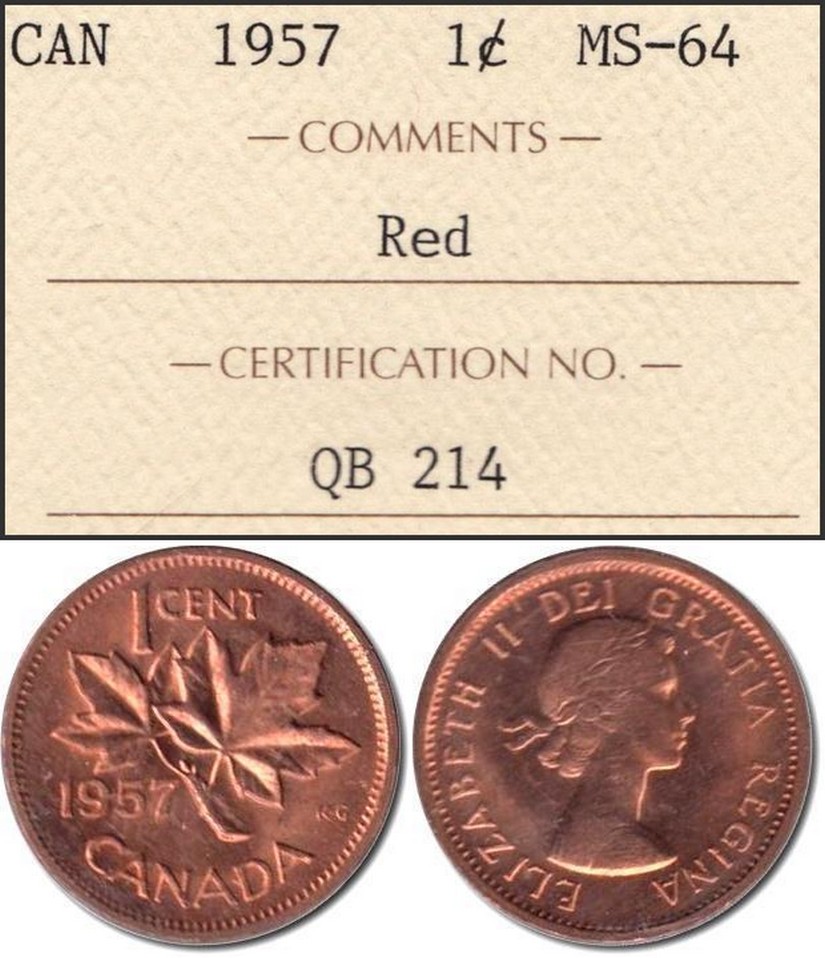 CAN 1957 1¢ MS-64
— COMMENTS —
Red
— CERTIFICATION NO. —
QB 214
1 CENT
1957
KG
CANADA
ELIZABETH II DEI GRATIA REGINA